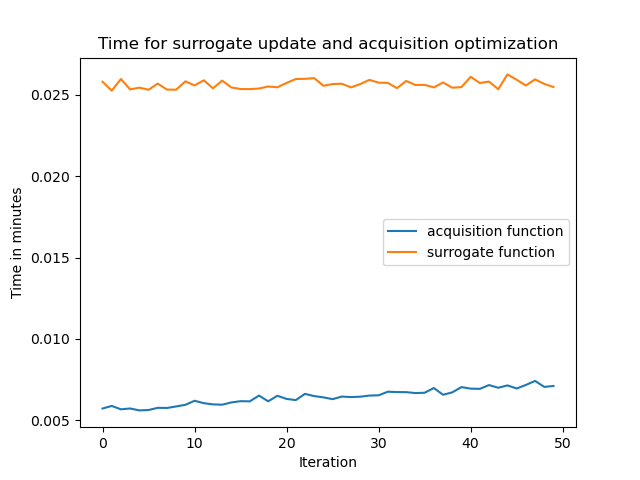 Time for surrogate update and acquisition optimization
0.025
0.020
0.015
0.010
0.005
Time in minutes
acquisition function
surrogate function
0 10 20 30 40 50
Iteration